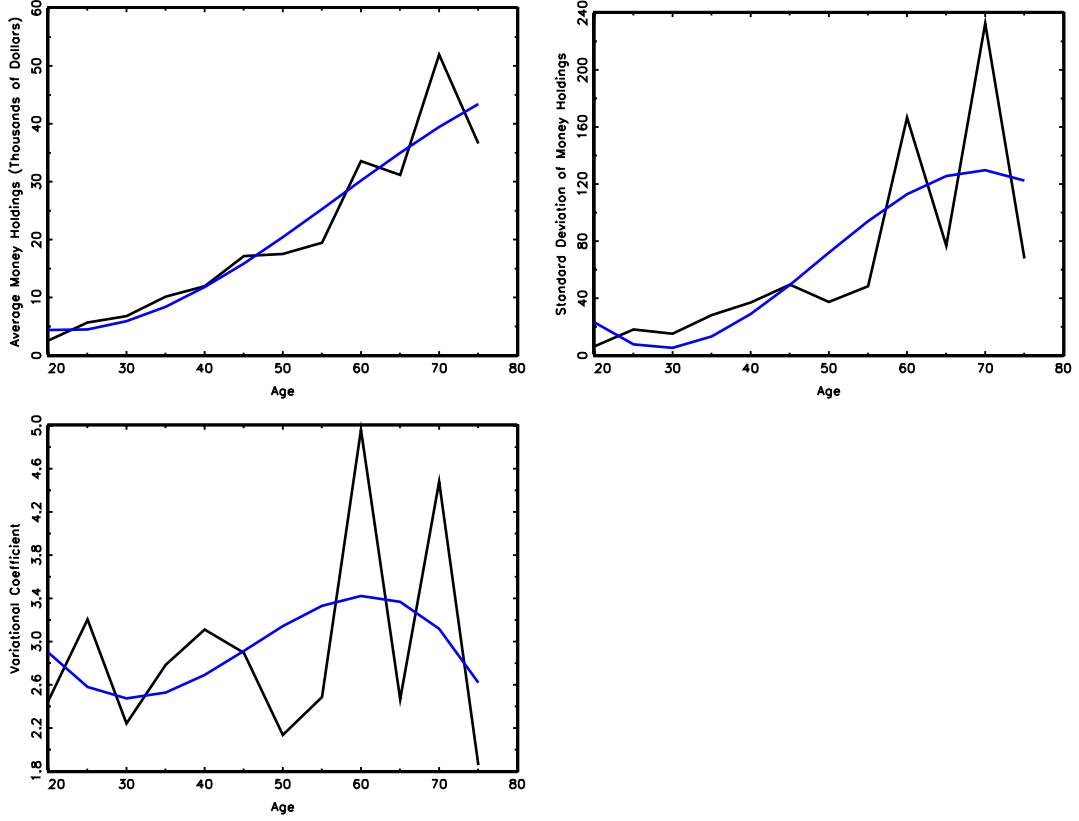 Average Money Holdings (Thousands of Dollars)
60
50
40
30
20
10
0
20 30 40 50 60 70 80
Age
Standard Deviation of Money Holdings
240
200
160
120
80
40
0
20 30 40 50 60 70 80
Age
Variational Coefficient
5.0
4.6
4.2
3.8
3.4
3.0
2.6
2.2
1.8
20 30 40 50 60 70 80
Age